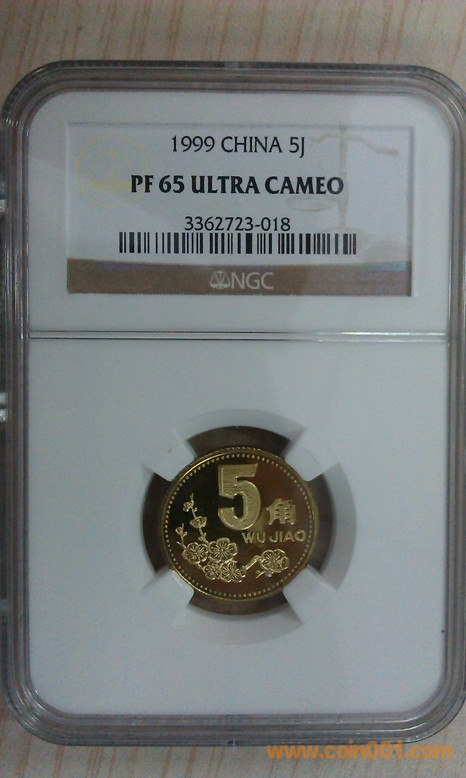 1999 CHINA 5J
PF 65 ULTRA CAMEO
3362723-018
NGC
5角
WU JIAO
www.coin001.com